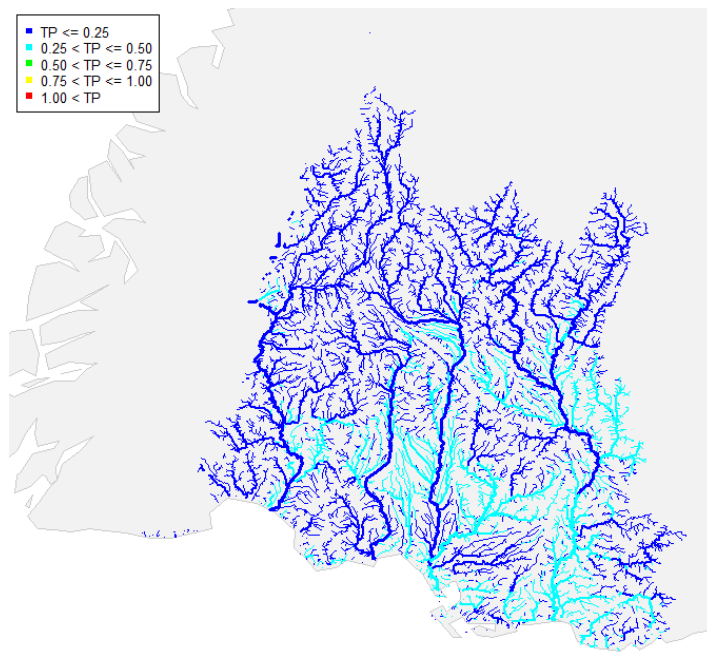 TP <= 0.25
0.25 < TP <= 0.50
0.50 < TP <= 0.75
0.75 < TP <= 1.00
1.00 < TP